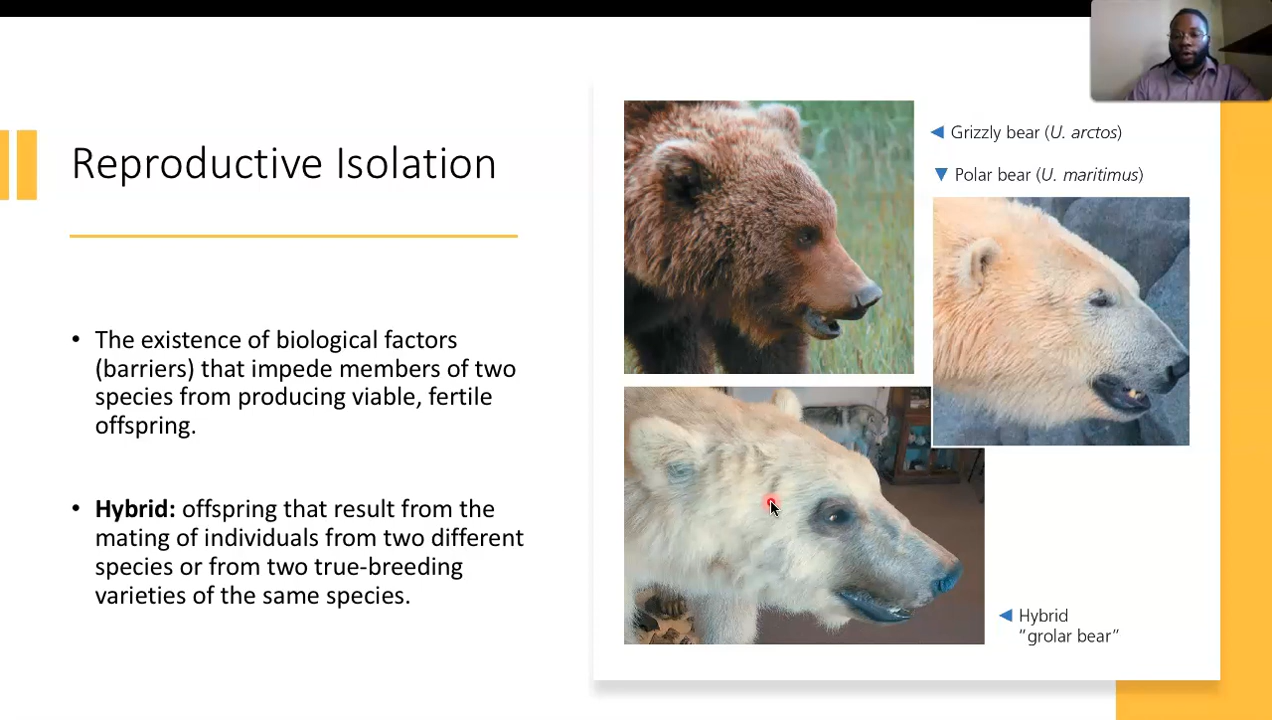 Reproductive Isolation
• The existence of biological factors
(barriers) that impede members of two
species from producing viable, fertile
offspring.
• Hybrid: offspring that result from the
mating of individuals from two different
species or from two true-breeding
varieties of the same species.
◀ Grizzly bear (U. arctos)
▼ Polar bear (U. maritimus)
◀ Hybrid
“grolar bear”